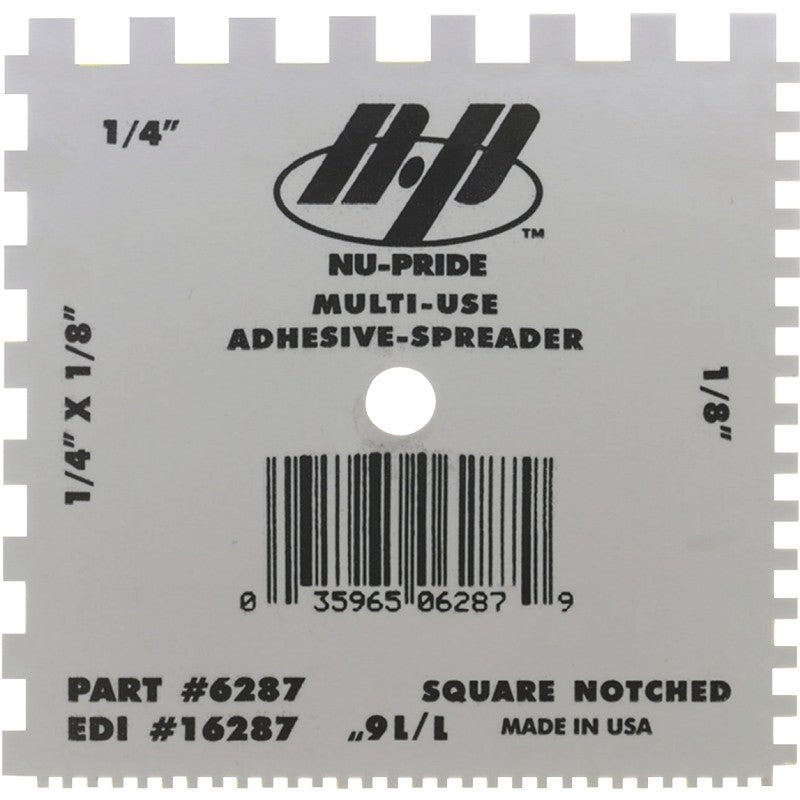 1/4"
N·P
™
NU-PRIDE
MULTI-USE
ADHESIVE-SPREADER
1/4" X 1/8"
1/8"
0 35965 06287 9
PART #6287
SQUARE NOTCHED
EDI #16287
1/16"
MADE IN USA